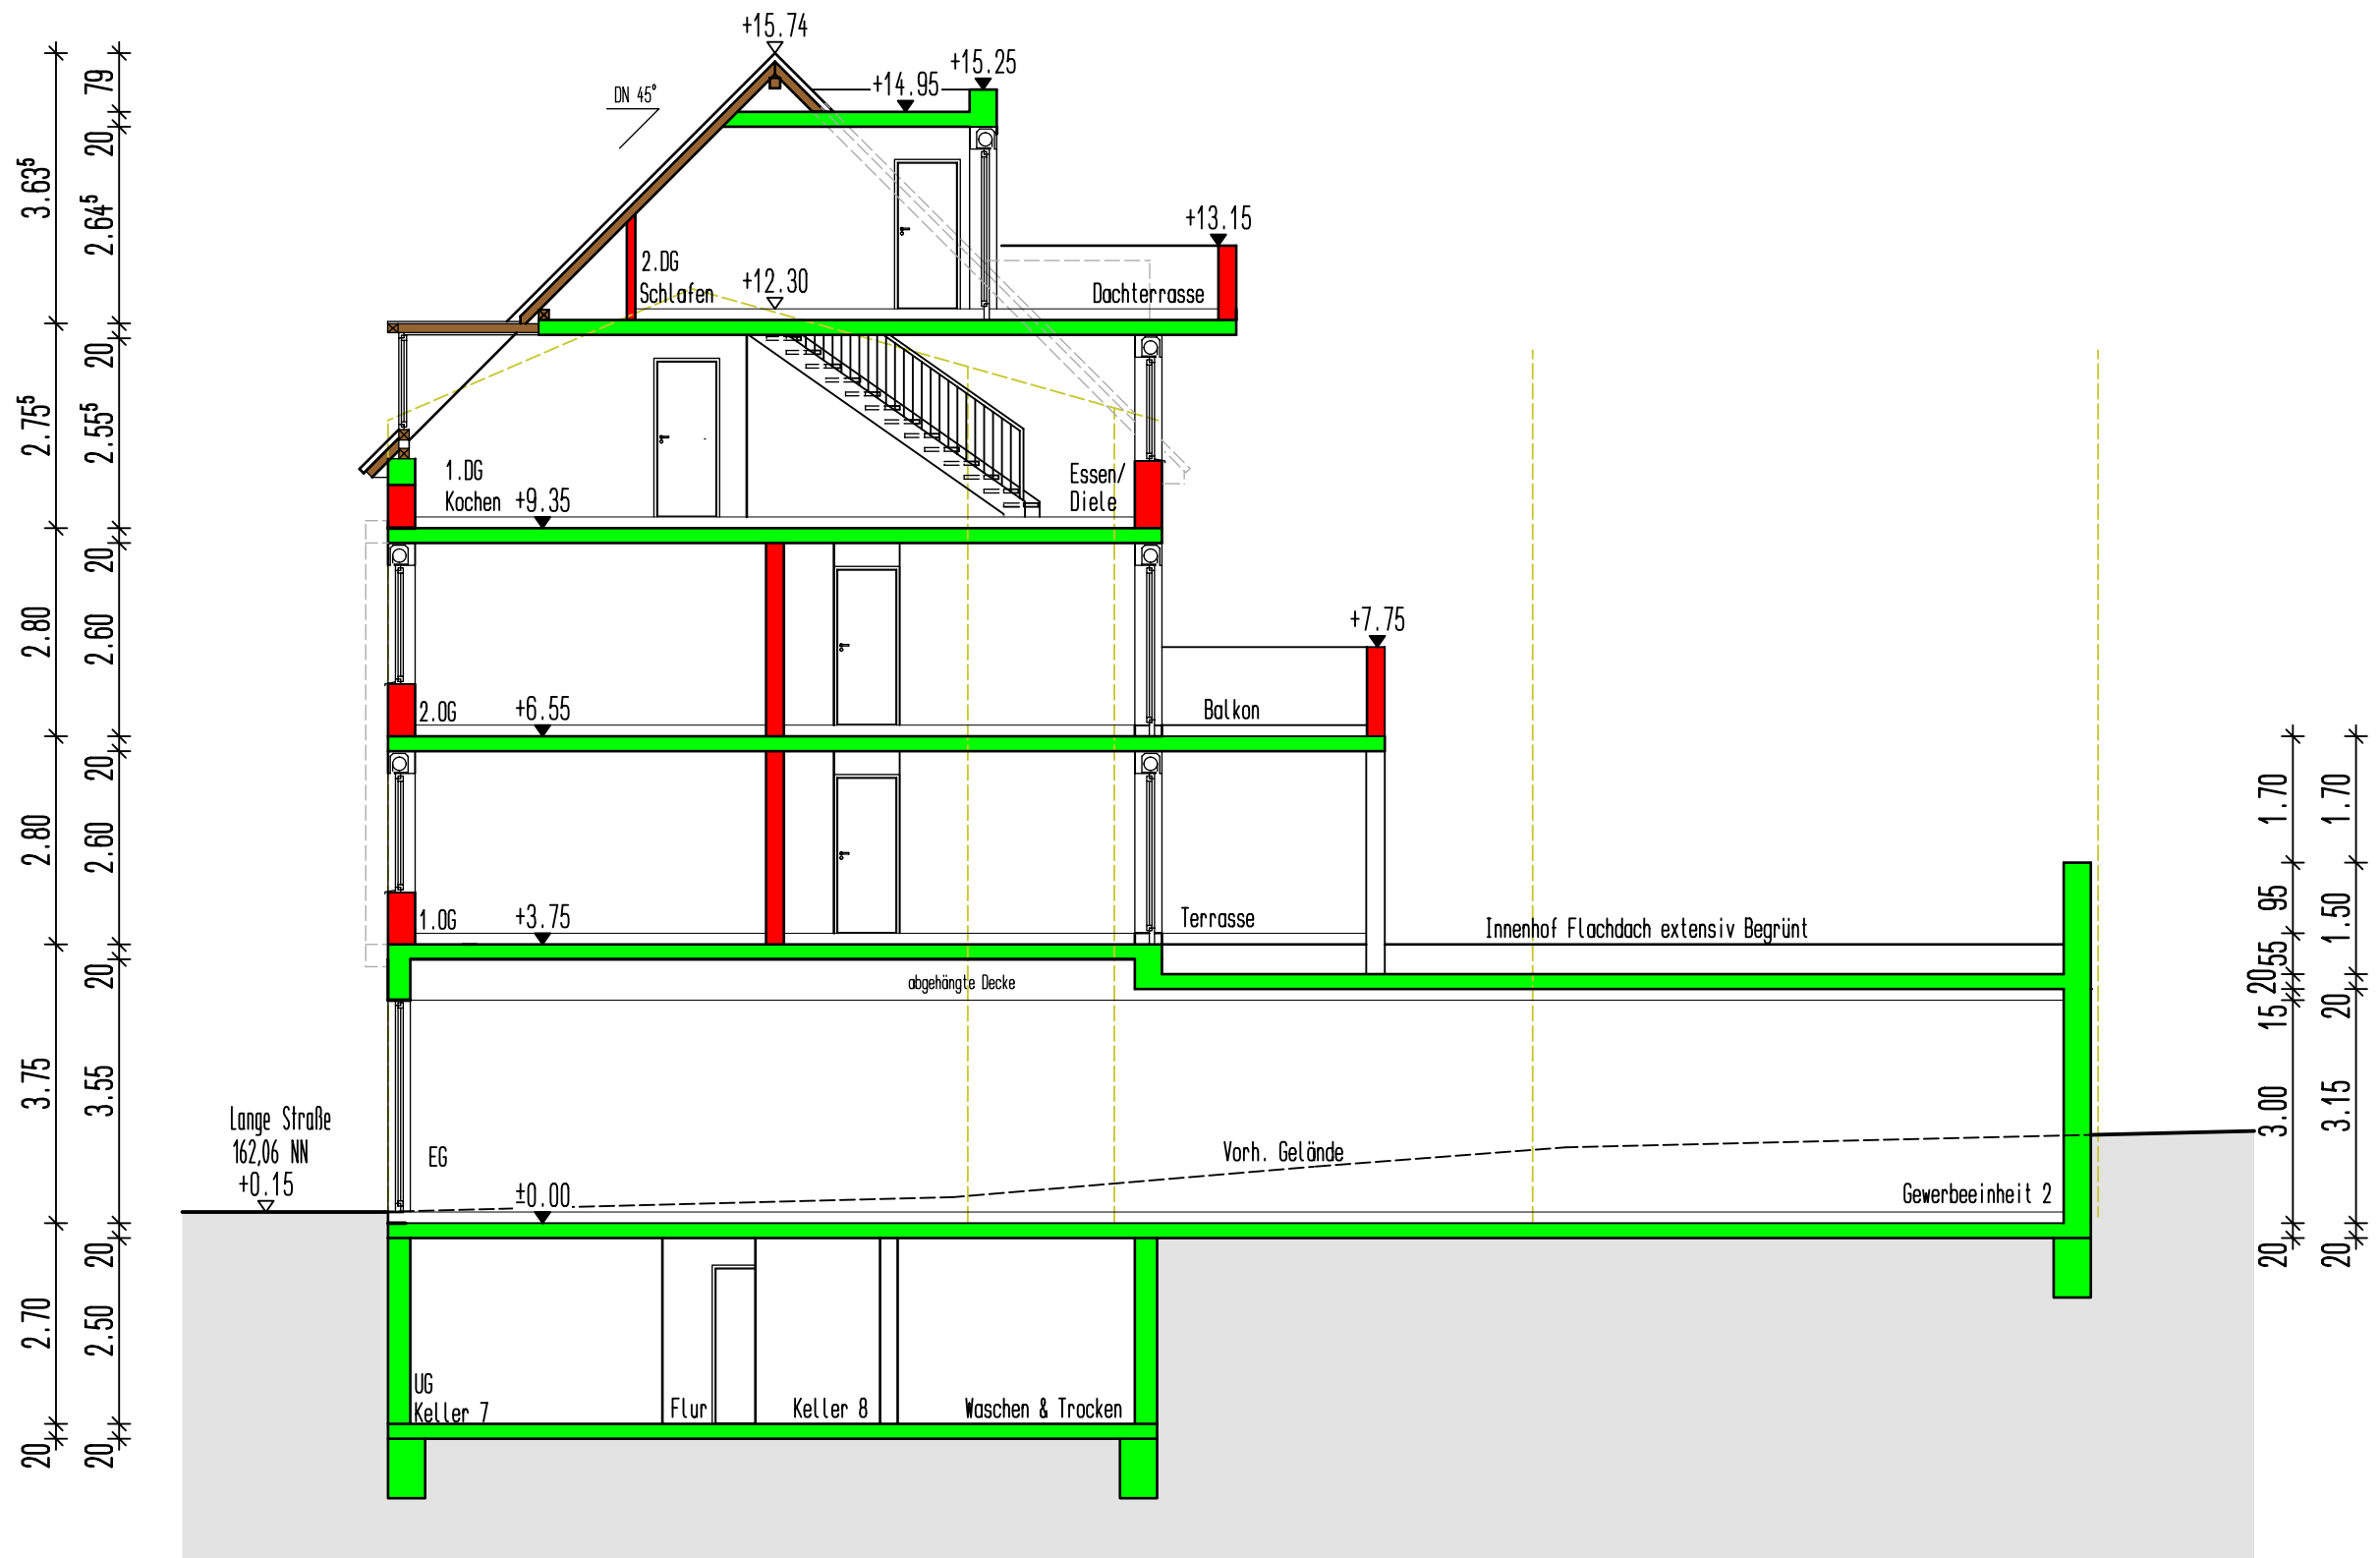 +15.74
+15.25
+14.95
DN 45°
+13.15
2.DG
Schlafen
+12.30
Dachterrasse
1.DG
Kochen
+9.35
Essen/
Diele
+7.75
2.OG
+6.55
Balkon
1.OG
+3.75
Terrasse
Innenhof Flachdach extensiv Begrünt
abgehängte Decke
Lange Straße
162,06 NN
+0.15
EG
±0.00
Vorh. Gelände
Gewerbeeinheit 2
UG
Keller 7
Flur
Keller 8
Waschen & Trocken
3.63⁵
2.75⁵
2.80
2.80
3.75
2.70
20
79
20
2.64⁵
20
2.55⁵
20
2.60
20
2.60
20
3.55
20
2.50
20
1.70
95
55
20
15
3.00
20
1.70
1.50
20
3.15
20